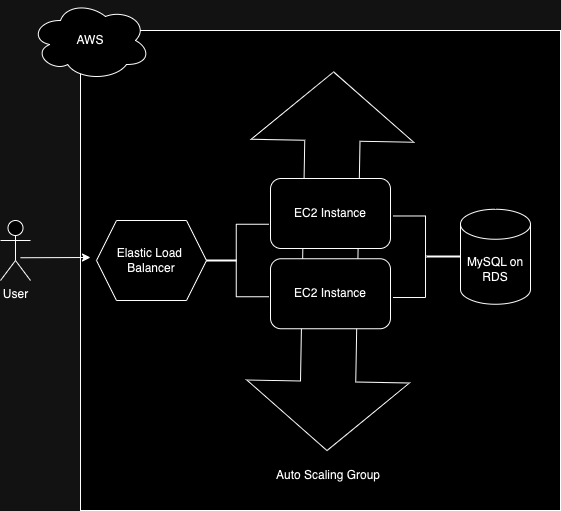 AWS
EC2 Instance
Elastic Load
Balancer
MySQL on
RDS
EC2 Instance
User
Auto Scaling Group